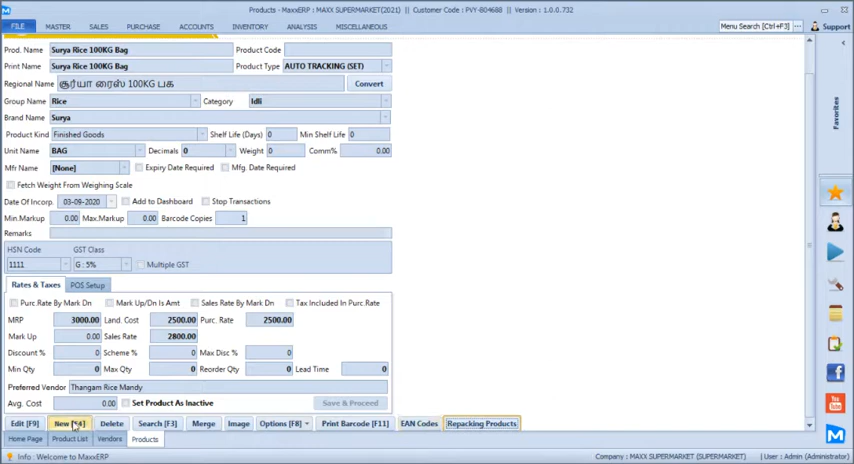 Products - MaxxERP : MAXX SUPERMARKET(2021) || Customer Code : PVY-804688 || Version : 1.0.0.732
FILE MASTER SALES PURCHASE ACCOUNTS INVENTORY ANALYSIS MISCELLANEOUS Menu Search [Ctrl+F3] ... Support
Prod. Name Surya Rice 100KG Bag Product Code
Print Name Surya Rice 100KG Bag Product Type AUTO TRACKING (SET)
Regional Name சூர்யா ரைஸ் 100KG பக Convert
Group Name Rice Category Idli
Brand Name Surya
Product Kind Finished Goods Shelf Life (Days) 0 Min Shelf Life 0
Unit Name BAG Decimals 0 Weight 0 Comm% 0.00
Mfr Name [None] Expiry Date Required Mfg. Date Required
Fetch Weight From Weighing Scale
Date Of Incorp. 03-09-2020 Add to Dashboard Stop Transactions
Min.Markup 0.00 Max.Markup 0.00 Barcode Copies 1
Remarks
HSN Code GST Class
1111 G : 5% Multiple GST
Rates & Taxes POS Setup
Purc.Rate By Mark Dn Mark Up/Dn Is Amt Sales Rate By Mark Dn Tax Included In Purc.Rate
MRP 3000.00 Land. Cost 2500.00 Purc. Rate 2500.00
Mark Up 0.00 Sales Rate 2800.00
Discount % 0 Scheme % 0 Max Disc % 0
Min Qty 0 Max Qty 0 Reorder Qty 0 Lead Time 0
Preferred Vendor Thangam Rice Mandy
Avg. Cost 0.00 Set Product As Inactive Save & Proceed
Edit [F9] New [F4] Delete Search [F3] Merge Image Options [F8] Print Barcode [F11] EAN Codes Repacking Products
Home Page Product List Vendors Products
Info : Welcome to MaxxERP Company : MAXX SUPERMARKET (SUPERMARKET) User : Admin (Administrator)
Favorites
You Tube